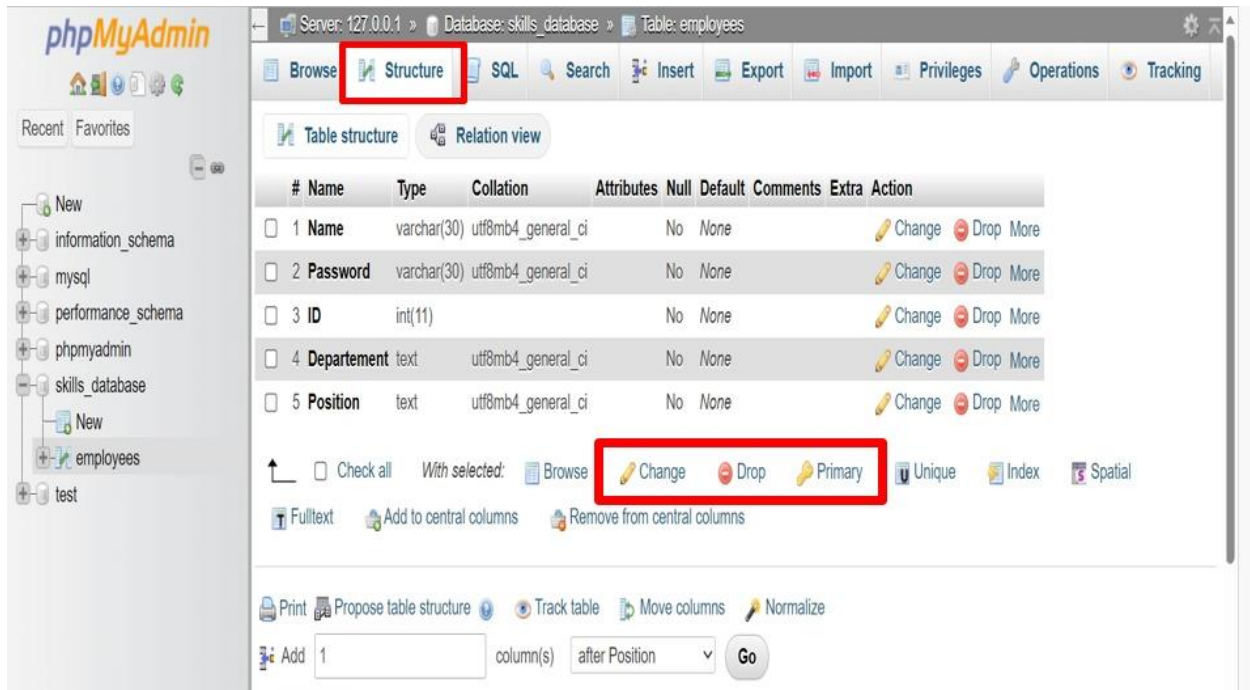 phpMyAdmin
Recent Favorites
New
information_schema
mysql
performance_schema
phpmyadmin
skills_database
New
employees
test
Server: 127.0.0.1 » Database: skills_database » Table: employees
Browse Structure SQL Search Insert Export Import Privileges Operations Tracking
Table structure Relation view
# Name Type Collation Attributes Null Default Comments Extra Action
1 Name varchar(30) utf8mb4_general_ci No None Change Drop More
2 Password varchar(30) utf8mb4_general_ci No None Change Drop More
3 ID int(11) No None Change Drop More
4 Departement text utf8mb4_general_ci No None Change Drop More
5 Position text utf8mb4_general_ci No None Change Drop More
Check all With selected: Browse Change Drop Primary Unique Index Spatial
Fulltext Add to central columns Remove from central columns
Print Propose table structure Track table Move columns Normalize
Add 1 column(s) after Position Go